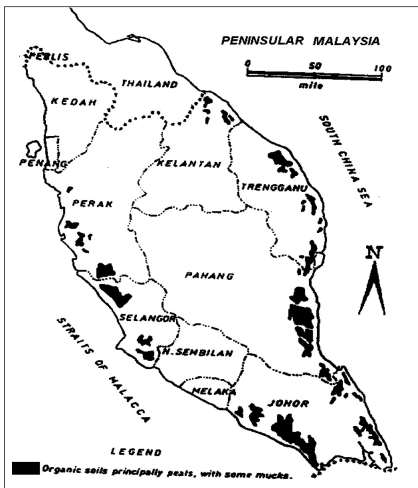 PENINSULAR MALAYSIA
0 50 100
mile
PERLIS
THAILAND
KEDAH
PENANG
KELANTAN
TRENGGANU
SOUTH CHINA SEA
PERAK
PAHANG
N
SELANGOR
N.SEMBILAN
STRAITS OF MALACCA
MELAKA
JOHOR
LEGEND
Organic soils principally peats, with some mucks.